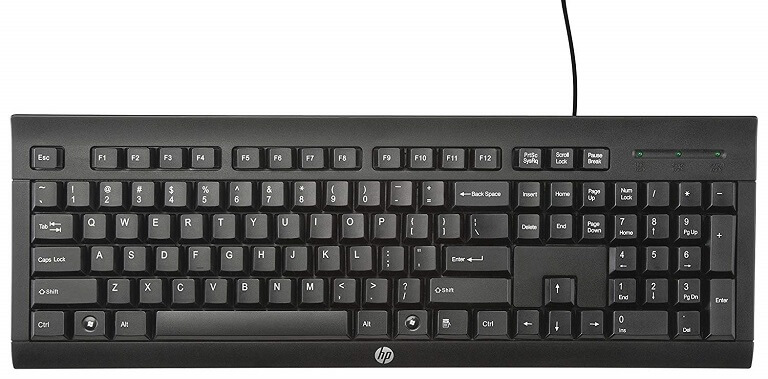 Esc F1 F2 F3 F4 F5 F6 F7 F8 F9 F10 F11 F12 PrtSc SysRq Scroll Lock Pause Break
~ ` ! 1 @ 2 # 3 $ 4 % 5 ^ 6 & 7 * 8 ( 9 ) 0 _ - + = ←Back Space Insert Home Page Up Num Lock / * -
Tab Q W E R T Y U I O P { [ } ] | \ Delete End Page Down 7 Home 8 ↑ 9 Pg Up +
Caps Lock A S D F G H J K L : ; " ' Enter 4 ← 5 6 →
Shift Z X C V B N M < , > . ? / Shift ↑ 1 End 2 ↓ 3 Pg Dn Enter
Ctrl Alt Alt Ctrl ← ↓ → 0 Ins . Del
hp